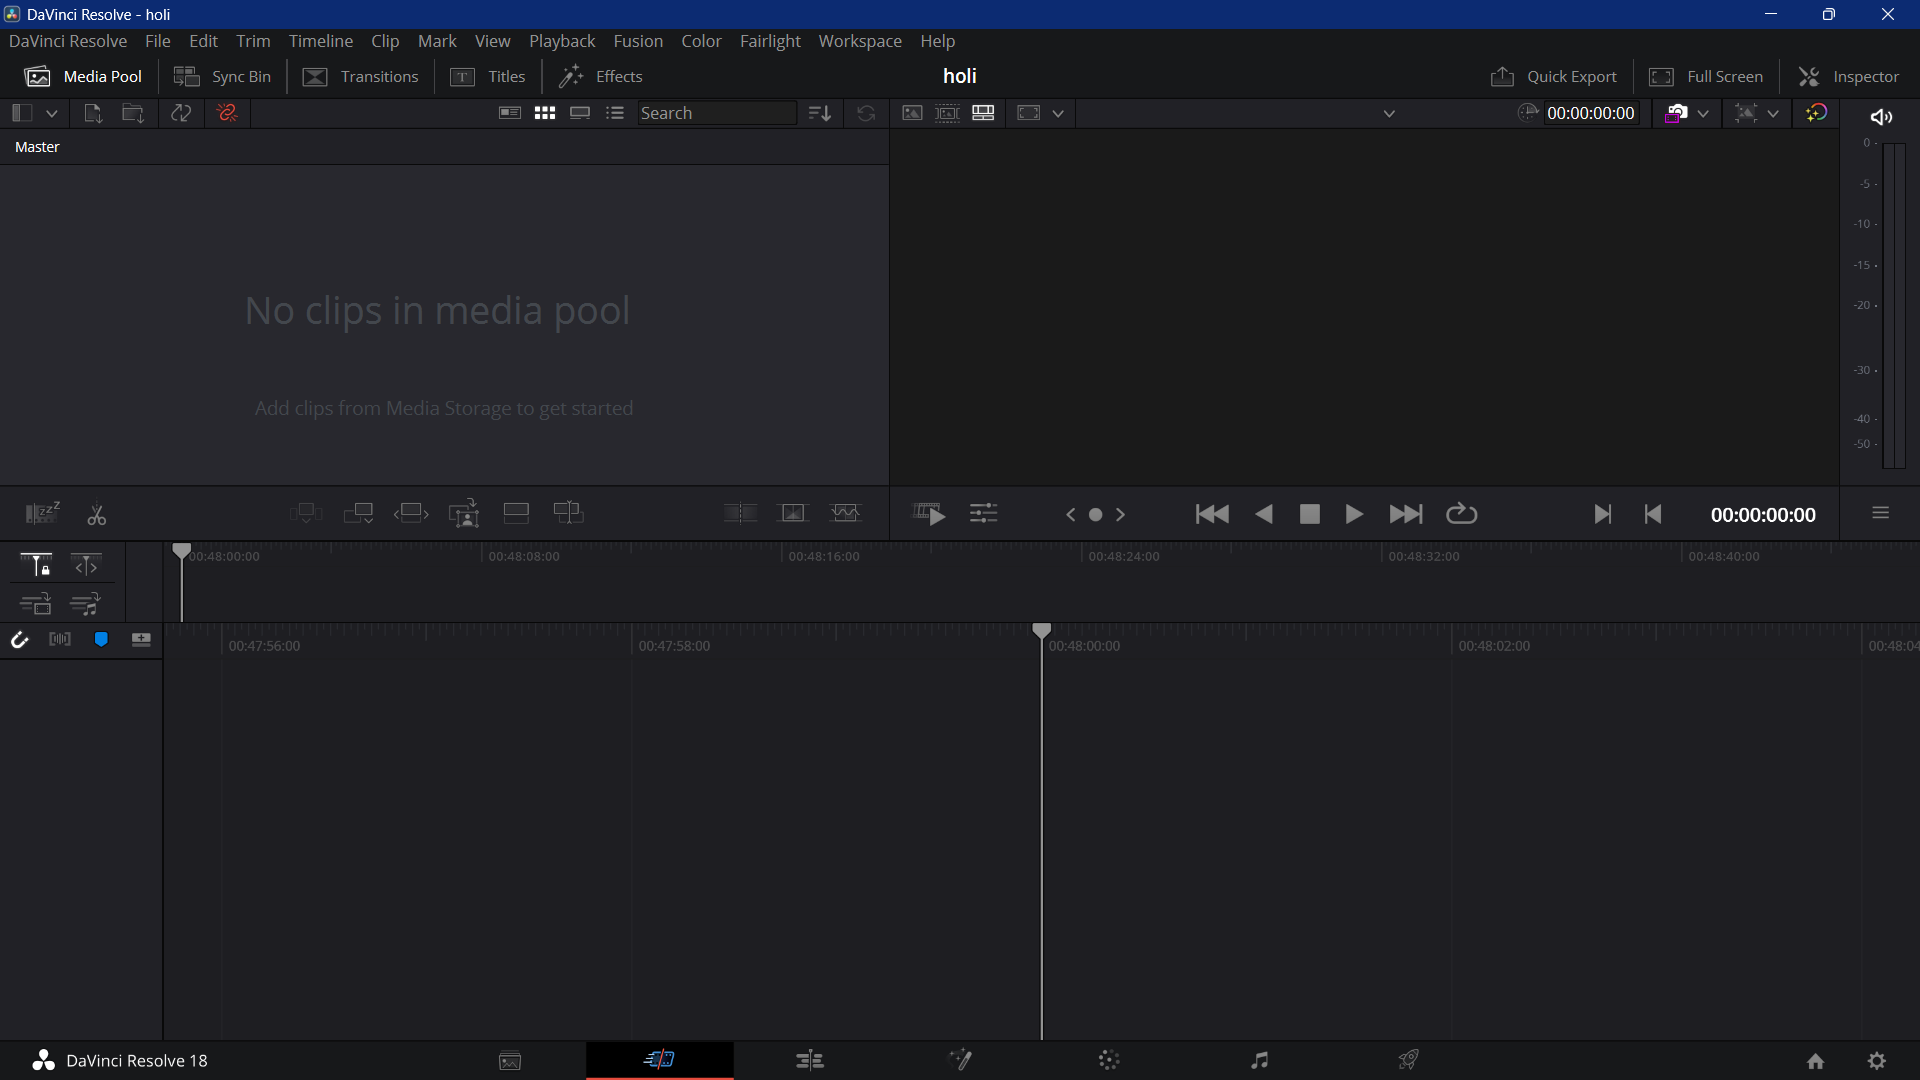 DaVinci Resolve - holi
DaVinci Resolve File Edit Trim Timeline Clip Mark View Playback Fusion Color Fairlight Workspace Help
Media Pool Sync Bin Transitions Titles Effects holi Quick Export Full Screen Inspector
Search 00:00:00:00
Master
0
-5
-10
-15
-20
-30
-40
-50
No clips in media pool
Add clips from Media Storage to get started
00:00:00:00
00:48:00:00 00:48:08:00 00:48:16:00 00:48:24:00 00:48:32:00 00:48:40:00
00:47:56:00 00:47:58:00 00:48:00:00 00:48:02:00 00:48:04
DaVinci Resolve 18